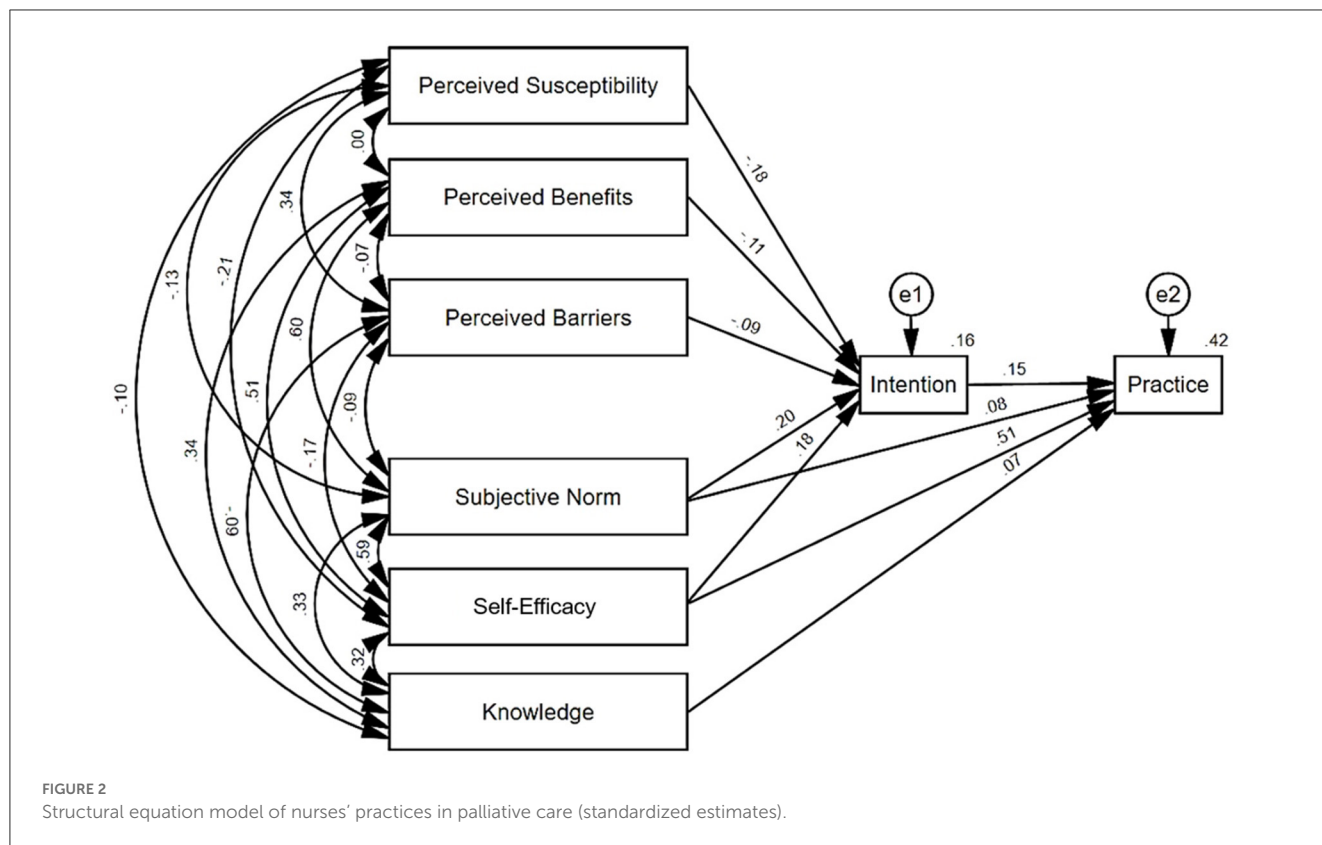 Perceived Susceptibility
.00
-.18
Perceived Benefits
.34
-.11
-.07
-.21
-.13
e1
e2
Perceived Barriers
.60
-.09
.16
.42
Intention
.15
Practice
-.10
.51
-.09
.08
.20
.51
.18
.07
.34
-.17
Subjective Norm
-.09
.59
.33
Self-Efficacy
.32
Knowledge
FIGURE 2
Structural equation model of nurses' practices in palliative care (standardized estimates).